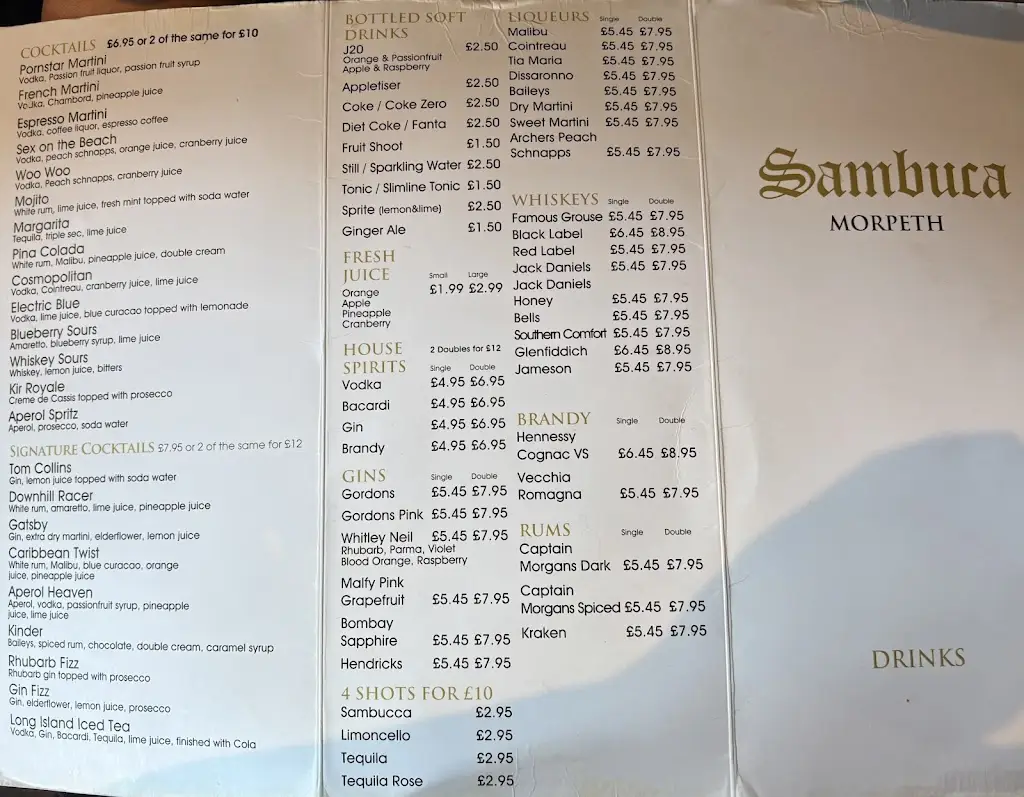 COCKTAILS £6.95 or 2 of the same for £10
Pornstar Martini
Vodka, Passion fruit liquor, passion fruit syrup
French Martini
Vodka, Chambord, pineapple juice
Espresso Martini
Vodka, coffee liquor, espresso coffee
Sex on the Beach
Vodka, peach schnapps, orange juice, cranberry juice
Woo Woo
Vodka, Peach schnapps, cranberry juice
Mojito
White rum, lime juice, fresh mint topped with soda water
Margarita
Tequila, triple sec, lime juice
Pina Colada
White rum, Malibu, pineapple juice, double cream
Cosmopolitan
Vodka, Cointreau, cranberry juice, lime juice
Electric Blue
Vodka, lime juice, blue curacao topped with lemonade
Blueberry Sours
Amaretto, blueberry syrup, lime juice
Whiskey Sours
Whiskey, lemon juice, bitters
Kir Royale
Creme de Cassis topped with prosecco
Aperol Spritz
Aperol, prosecco, soda water
SIGNATURE COCKTAILS £7.95 or 2 of the same for £12
Tom Collins
Gin, lemon juice topped with soda water
Downhill Racer
White rum, amaretto, lime juice, pineapple juice
Gatsby
Gin, extra dry martini, elderflower, lemon juice
Caribbean Twist
White rum, Malibu, blue curacao, orange
juice, pineapple juice
Aperol Heaven
Aperol, vodka, passionfruit syrup, pineapple
juice, lime juice
Kinder
Baileys, spiced rum, chocolate, double cream, caramel syrup
Rhubarb Fizz
Rhubarb gin topped with prosecco
Gin Fizz
Gin, elderflower, lemon juice, prosecco
Long Island Iced Tea
Vodka, Gin, Bacardi, Tequila, lime juice, finished with Cola
BOTTLED SOFT
DRINKS
J20 £2.50
Orange & Passionfruit
Apple & Raspberry
Appletiser £2.50
Coke / Coke Zero £2.50
Diet Coke / Fanta £2.50
Fruit Shoot £1.50
Still / Sparkling Water £2.50
Tonic / Slimline Tonic £1.50
Sprite (lemon&lime) £2.50
Ginger Ale £1.50
FRESH
JUICE Small Large
Orange £1.99 £2.99
Apple
Pineapple
Cranberry
HOUSE 2 Doubles for £12
SPIRITS Single Double
Vodka £4.95 £6.95
Bacardi £4.95 £6.95
Gin £4.95 £6.95
Brandy £4.95 £6.95
GINS Single Double
Gordons £5.45 £7.95
Gordons Pink £5.45 £7.95
Whitley Neil £5.45 £7.95
Rhubarb, Parma, Violet
Blood Orange, Raspberry
Malfy Pink
Grapefruit £5.45 £7.95
Bombay
Sapphire £5.45 £7.95
Hendricks £5.45 £7.95
4 SHOTS FOR £10
Sambucca £2.95
Limoncello £2.95
Tequila £2.95
Tequila Rose £2.95
LIQUEURS Single Double
Malibu £5.45 £7.95
Cointreau £5.45 £7.95
Tia Maria £5.45 £7.95
Dissaronno £5.45 £7.95
Baileys £5.45 £7.95
Dry Martini £5.45 £7.95
Sweet Martini £5.45 £7.95
Archers Peach
Schnapps £5.45 £7.95
WHISKEYS Single Double
Famous Grouse £5.45 £7.95
Black Label £6.45 £8.95
Red Label £5.45 £7.95
Jack Daniels £5.45 £7.95
Jack Daniels
Honey £5.45 £7.95
Bells £5.45 £7.95
Southern Comfort £5.45 £7.95
Glenfiddich £6.45 £8.95
Jameson £5.45 £7.95
BRANDY Single Double
Hennessy
Cognac VS £6.45 £8.95
Vecchia
Romagna £5.45 £7.95
RUMS Single Double
Captain
Morgans Dark £5.45 £7.95
Captain
Morgans Spiced £5.45 £7.95
Kraken £5.45 £7.95
Sambuca
MORPETH
DRINKS